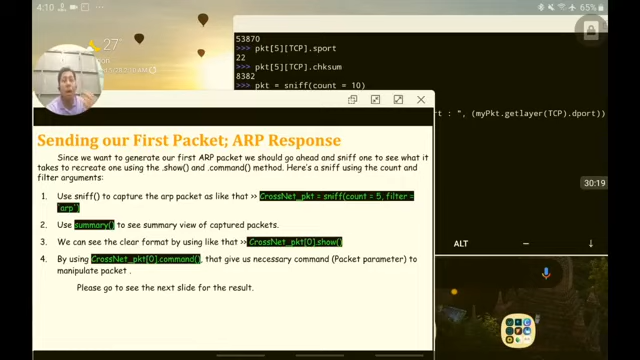 4:10
65%
27°
53870
>>> pkt[5][TCP].sport
22
>>> pkt[5][TCP].chksum
8382
>>> pkt = sniff(count = 10)
ort : ", (myPkt.getlayer(TCP).dport))
30:19
Sending our First Packet; ARP Response
Since we want to generate our first ARP packet we should go ahead and sniff one to see what it
takes to recreate one using the .show() and .command() method. Here's a sniff using the count and
filter arguments:
1. Use sniff() to capture the arp packet as like that >> CrossNet_pkt = sniff(count = 5, filter =
'arp')
2. Use summary() to see summary view of captured packets.
3. We can see the clear format by using like that >> CrossNet_pkt[0].show()
4. By using CrossNet_pkt[0].command(), that give us necessary command (Packet parameter) to
manipulate packet .
Please go to see the next slide for the result.
ALT